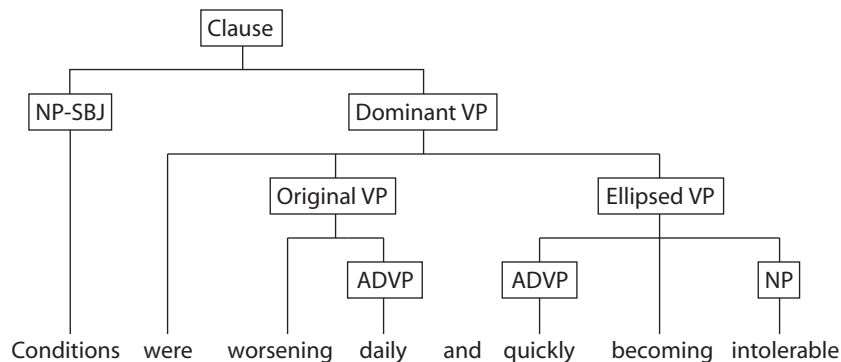 Clause
NP-SBJ Dominant VP
Original VP Ellipsed VP
ADVP ADVP NP
Conditions were worsening daily and quickly becoming intolerable